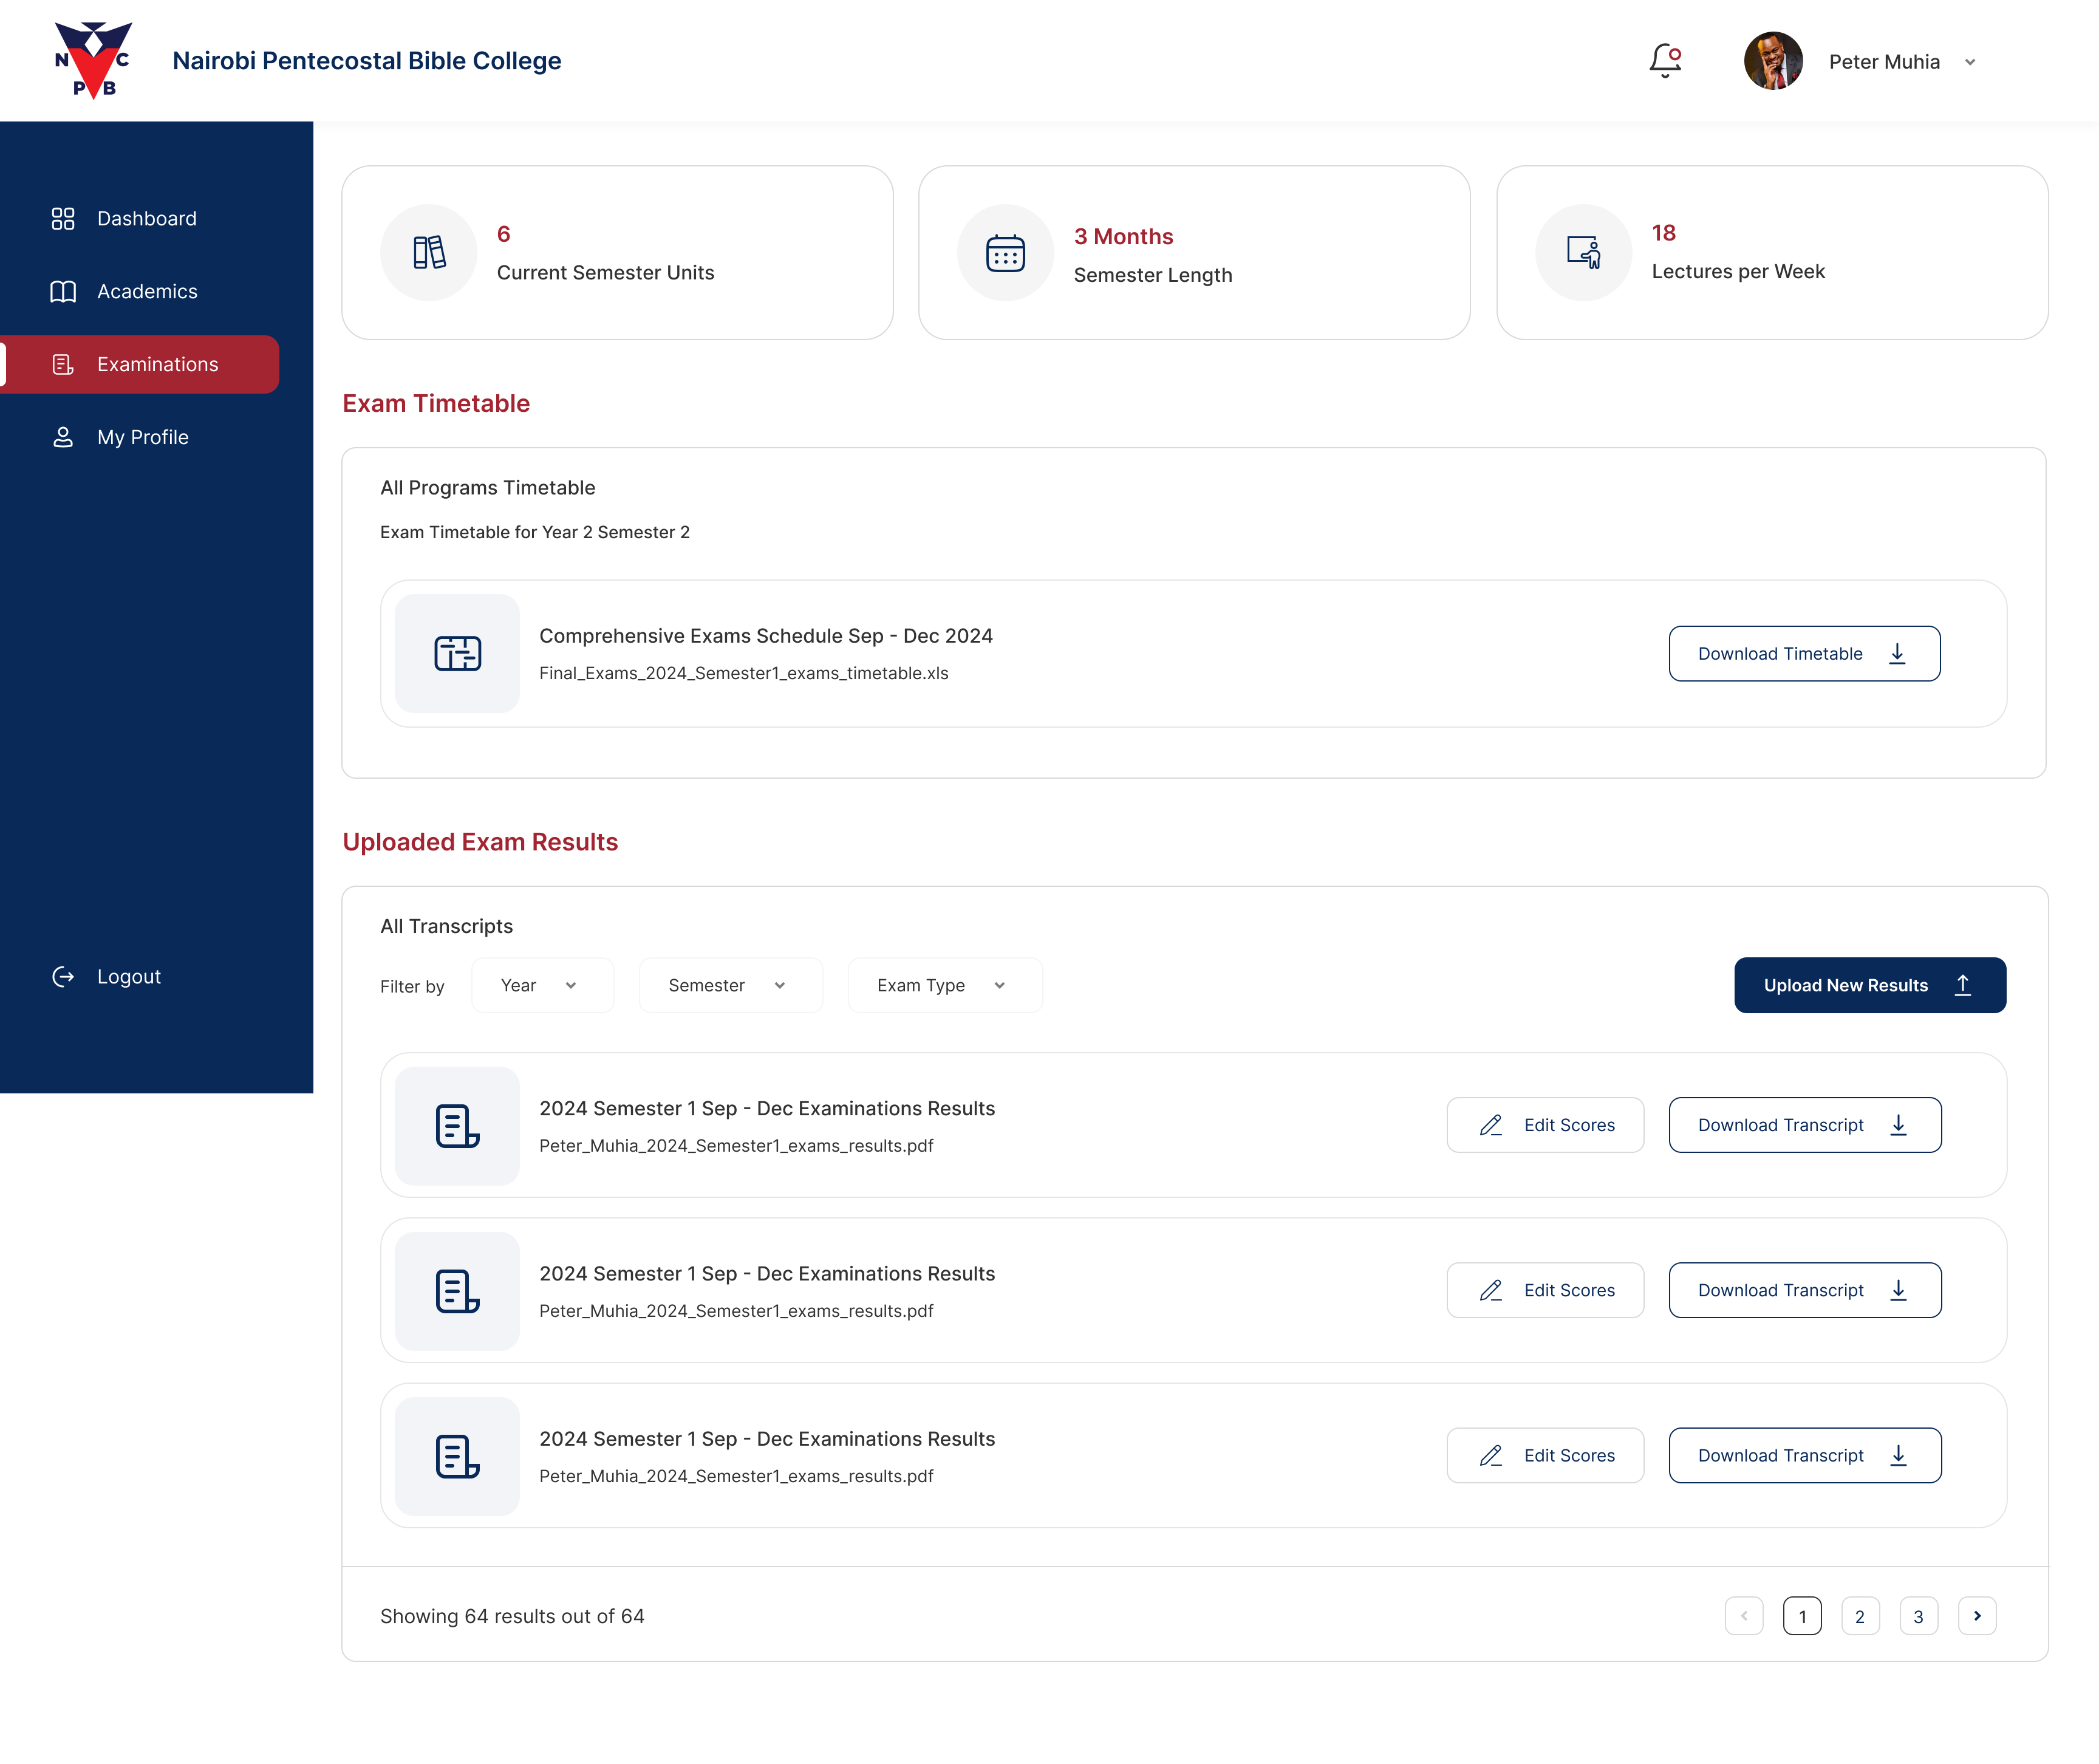 N C
P B
Nairobi Pentecostal Bible College
Peter Muhia
Dashboard
Academics
Examinations
My Profile
Logout
6
Current Semester Units
3 Months
Semester Length
18
Lectures per Week
Exam Timetable
All Programs Timetable
Exam Timetable for Year 2 Semester 2
Comprehensive Exams Schedule Sep - Dec 2024
Final_Exams_2024_Semester1_exams_timetable.xls
Download Timetable
Uploaded Exam Results
All Transcripts
Filter by
Year
Semester
Exam Type
Upload New Results
2024 Semester 1 Sep - Dec Examinations Results
Peter_Muhia_2024_Semester1_exams_results.pdf
Edit Scores
Download Transcript
2024 Semester 1 Sep - Dec Examinations Results
Peter_Muhia_2024_Semester1_exams_results.pdf
Edit Scores
Download Transcript
2024 Semester 1 Sep - Dec Examinations Results
Peter_Muhia_2024_Semester1_exams_results.pdf
Edit Scores
Download Transcript
Showing 64 results out of 64
1 2 3